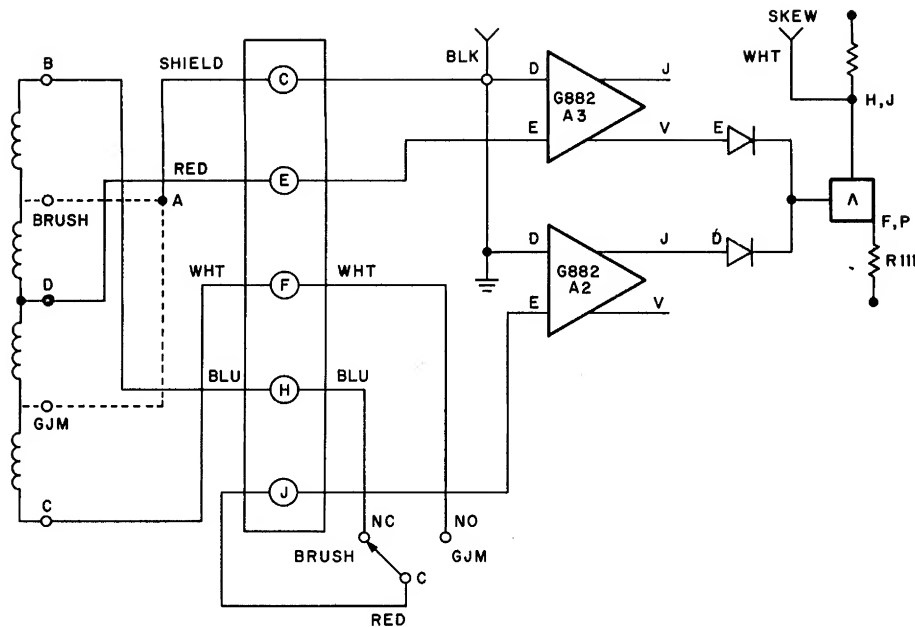 SKEW
B
SHIELD
C
BLK
WHT
D
J
G882
A3
H, J
E
V
E
RED
E
BRUSH
A
Λ
F, P
D
WHT
F
WHT
D
J
D
R111
G882
A2
E
V
BLU
H
BLU
GJM
C
J
NC
NO
BRUSH
GJM
C
RED